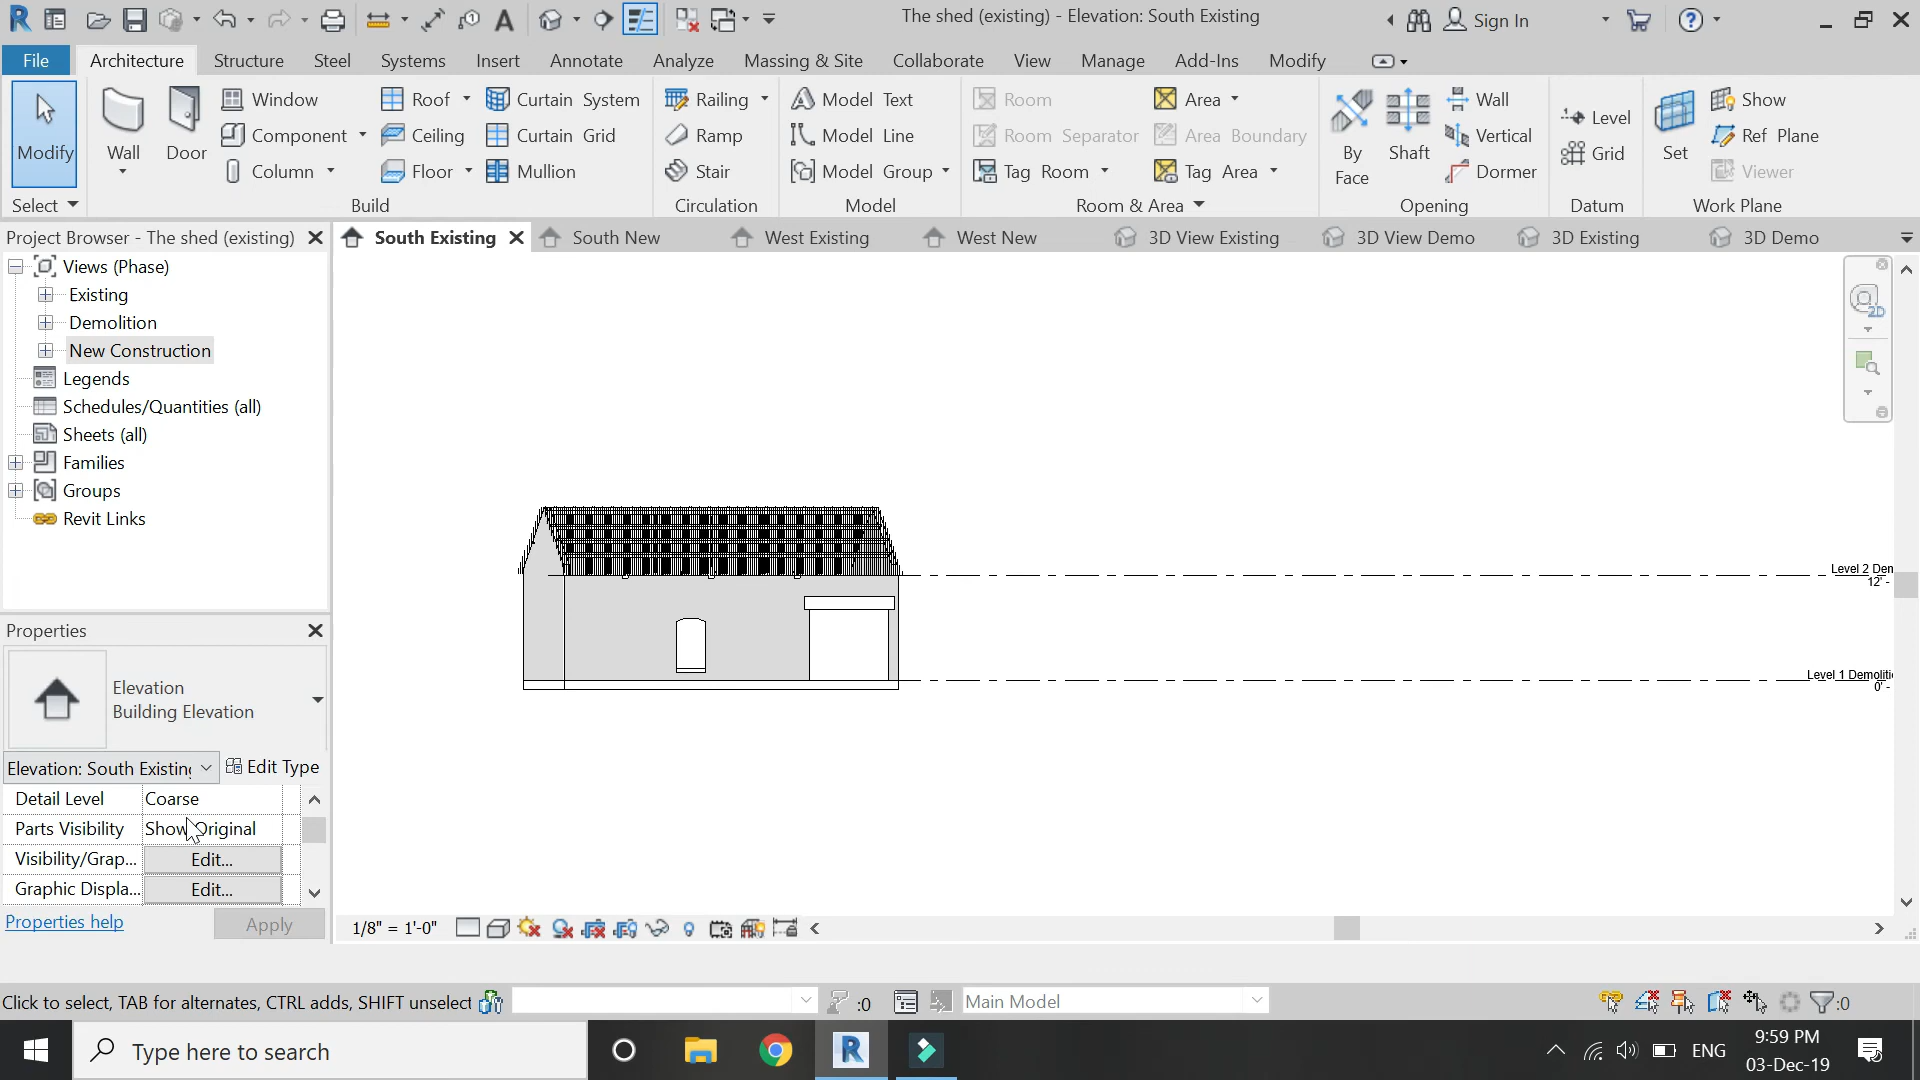 The shed (existing) - Elevation: South Existing
Sign In
File Architecture Structure Steel Systems Insert Annotate Analyze Massing & Site Collaborate View Manage Add-Ins Modify
Modify
Wall
Door
Window
Component
Column
Roof
Ceiling
Floor
Curtain System
Curtain Grid
Mullion
Railing
Ramp
Stair
Model Text
Model Line
Model Group
Room
Room Separator
Tag Room
Area
Area Boundary
Tag Area
By
Face
Shaft
Wall
Vertical
Dormer
Level
Grid
Set
Show
Ref Plane
Viewer
Select Build Circulation Model Room & Area Opening Datum Work Plane
Project Browser - The shed (existing)
South Existing South New West Existing West New 3D View Existing 3D View Demo 3D Existing 3D Demo
Views (Phase)
Existing
Demolition
New Construction
Legends
Schedules/Quantities (all)
Sheets (all)
Families
Groups
Revit Links
2D
Level 2 Dem
12' -
Level 1 Demoliti
0' -
Properties
Elevation
Building Elevation
Elevation: South Existing
Edit Type
Detail Level Coarse
Parts Visibility Show Original
Visibility/Grap... Edit...
Graphic Displa... Edit...
Properties help
Apply
1/8" = 1'-0"
Click to select, TAB for alternates, CTRL adds, SHIFT unselect
:0
Main Model
:0
Type here to search
ENG
9:59 PM
03-Dec-19